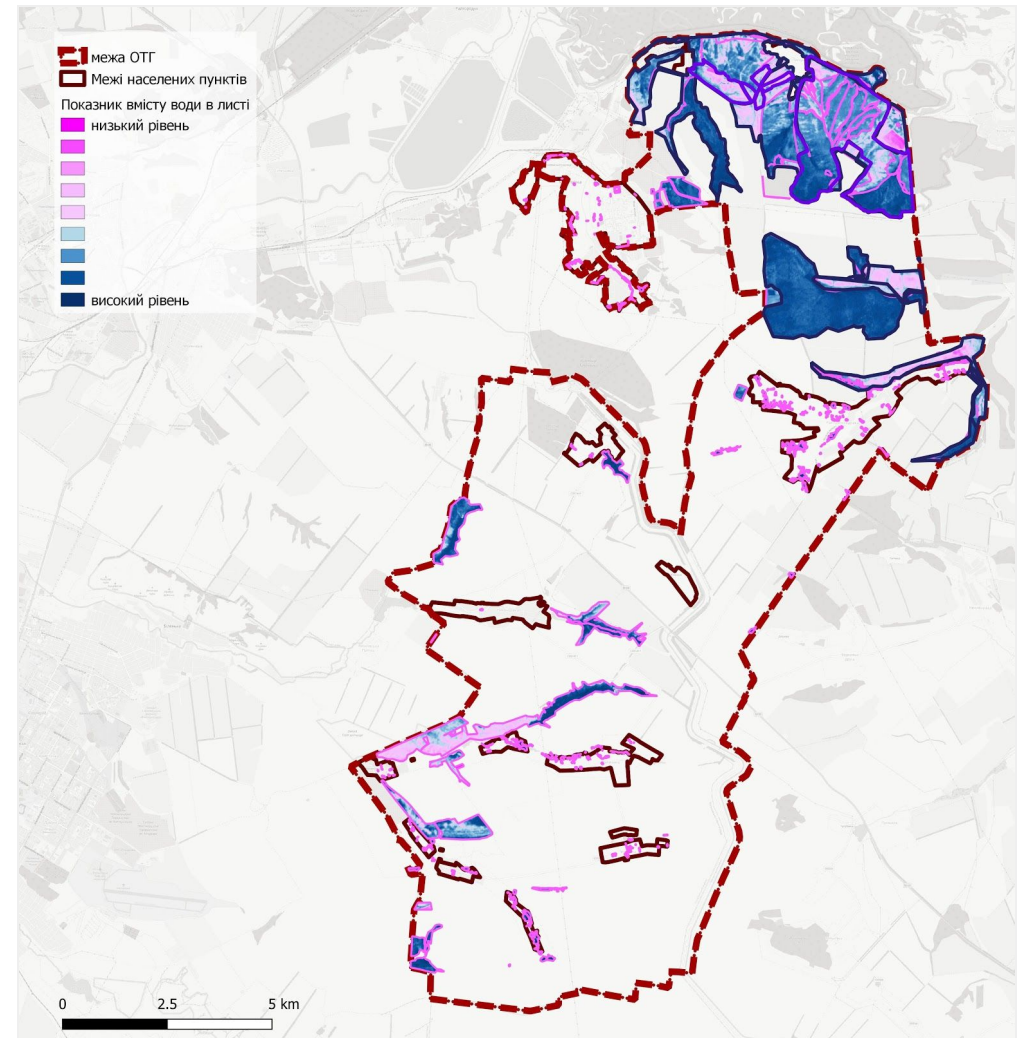 межа ОТГ
Межі населених пунктів
Показник вмісту води в листі
низький рівень
високий рівень
0 2.5 5 km